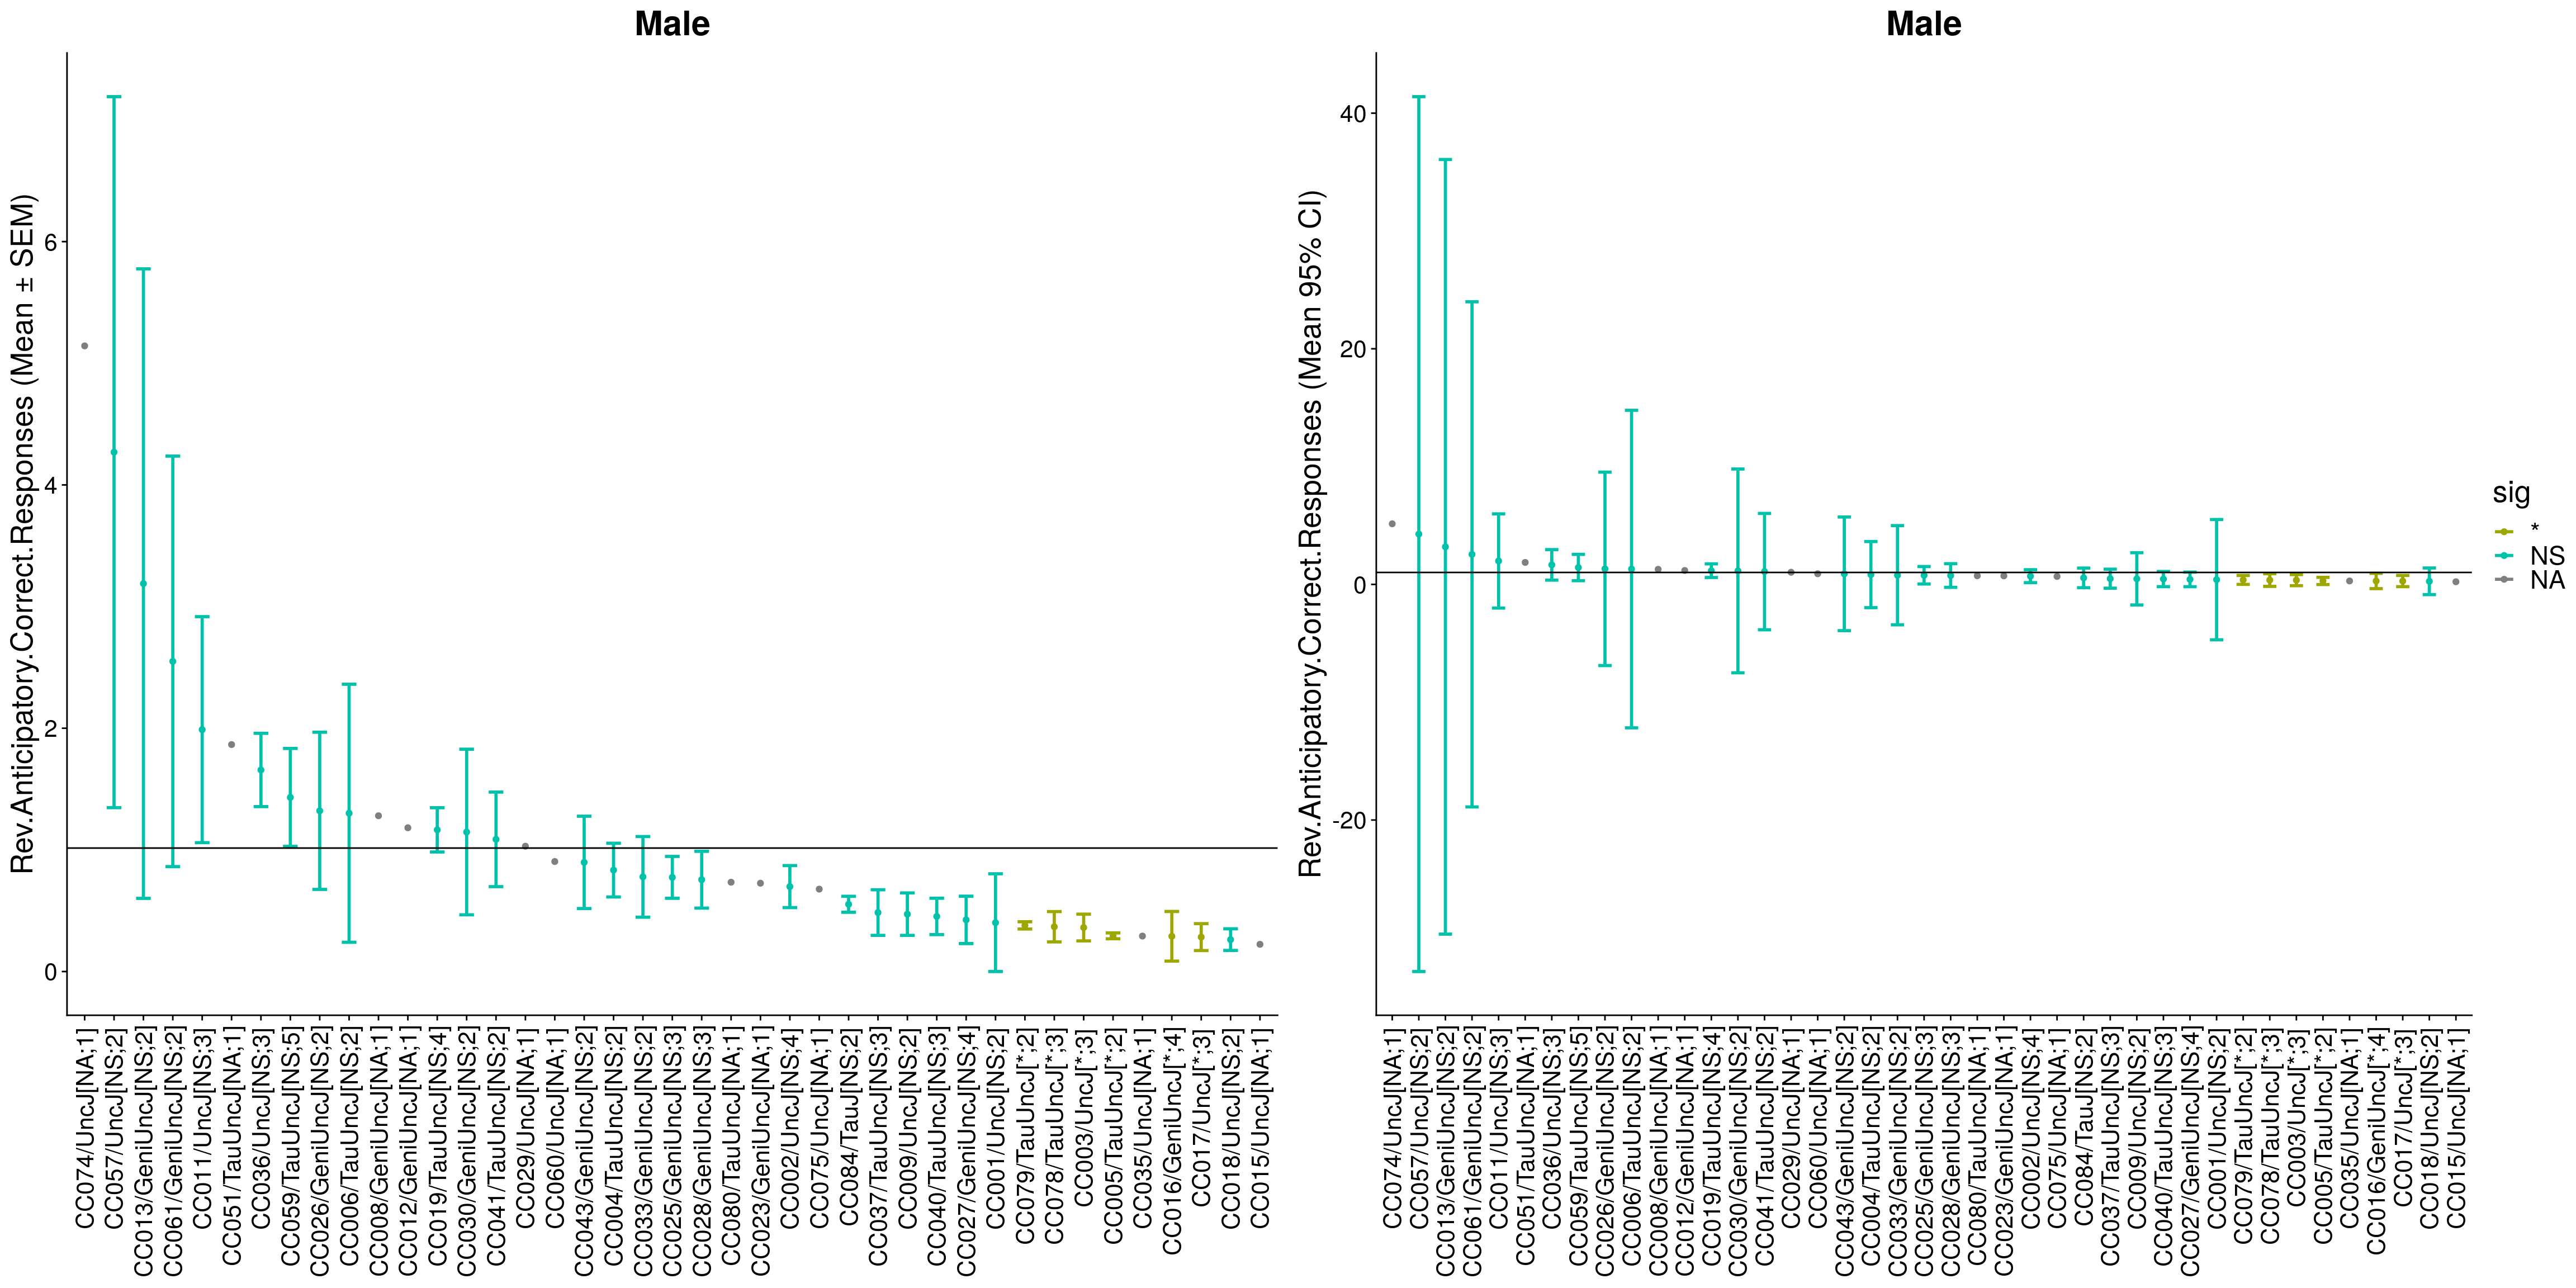 Male
Rev.Anticipatory.Correct.Responses (Mean ± SEM)
6
4
2
0
CC074/UncJ[NA;1]
CC057/UncJ[NS;2]
CC013/GeniUncJ[NS;2]
CC061/GeniUncJ[NS;2]
CC011/UncJ[NS;3]
CC051/TauUncJ[NA;1]
CC036/UncJ[NS;3]
CC059/TauUncJ[NS;5]
CC026/GeniUncJ[NS;2]
CC006/TauUncJ[NS;2]
CC008/GeniUncJ[NA;1]
CC012/GeniUncJ[NA;1]
CC019/TauUncJ[NS;4]
CC030/GeniUncJ[NS;2]
CC041/TauUncJ[NS;2]
CC029/UncJ[NA;1]
CC060/UncJ[NA;1]
CC043/GeniUncJ[NS;2]
CC004/TauUncJ[NS;2]
CC033/GeniUncJ[NS;2]
CC025/GeniUncJ[NS;3]
CC028/GeniUncJ[NS;3]
CC080/TauUncJ[NA;1]
CC023/GeniUncJ[NA;1]
CC002/UncJ[NS;4]
CC075/UncJ[NA;1]
CC084/TauJ[NS;2]
CC037/TauUncJ[NS;3]
CC009/UncJ[NS;2]
CC040/TauUncJ[NS;3]
CC027/GeniUncJ[NS;4]
CC001/UncJ[NS;2]
CC079/TauUncJ[*;2]
CC078/TauUncJ[*;3]
CC003/UncJ[*;3]
CC005/TauUncJ[*;2]
CC035/UncJ[NA;1]
CC016/GeniUncJ[*;4]
CC017/UncJ[*;3]
CC018/UncJ[NS;2]
CC015/UncJ[NA;1]
Male
Rev.Anticipatory.Correct.Responses (Mean 95% CI)
40
20
0
-20
CC074/UncJ[NA;1]
CC057/UncJ[NS;2]
CC013/GeniUncJ[NS;2]
CC061/GeniUncJ[NS;2]
CC011/UncJ[NS;3]
CC051/TauUncJ[NA;1]
CC036/UncJ[NS;3]
CC059/TauUncJ[NS;5]
CC026/GeniUncJ[NS;2]
CC006/TauUncJ[NS;2]
CC008/GeniUncJ[NA;1]
CC012/GeniUncJ[NA;1]
CC019/TauUncJ[NS;4]
CC030/GeniUncJ[NS;2]
CC041/TauUncJ[NS;2]
CC029/UncJ[NA;1]
CC060/UncJ[NA;1]
CC043/GeniUncJ[NS;2]
CC004/TauUncJ[NS;2]
CC033/GeniUncJ[NS;2]
CC025/GeniUncJ[NS;3]
CC028/GeniUncJ[NS;3]
CC080/TauUncJ[NA;1]
CC023/GeniUncJ[NA;1]
CC002/UncJ[NS;4]
CC075/UncJ[NA;1]
CC084/TauJ[NS;2]
CC037/TauUncJ[NS;3]
CC009/UncJ[NS;2]
CC040/TauUncJ[NS;3]
CC027/GeniUncJ[NS;4]
CC001/UncJ[NS;2]
CC079/TauUncJ[*;2]
CC078/TauUncJ[*;3]
CC003/UncJ[*;3]
CC005/TauUncJ[*;2]
CC035/UncJ[NA;1]
CC016/GeniUncJ[*;4]
CC017/UncJ[*;3]
CC018/UncJ[NS;2]
CC015/UncJ[NA;1]
sig
*
NS
NA